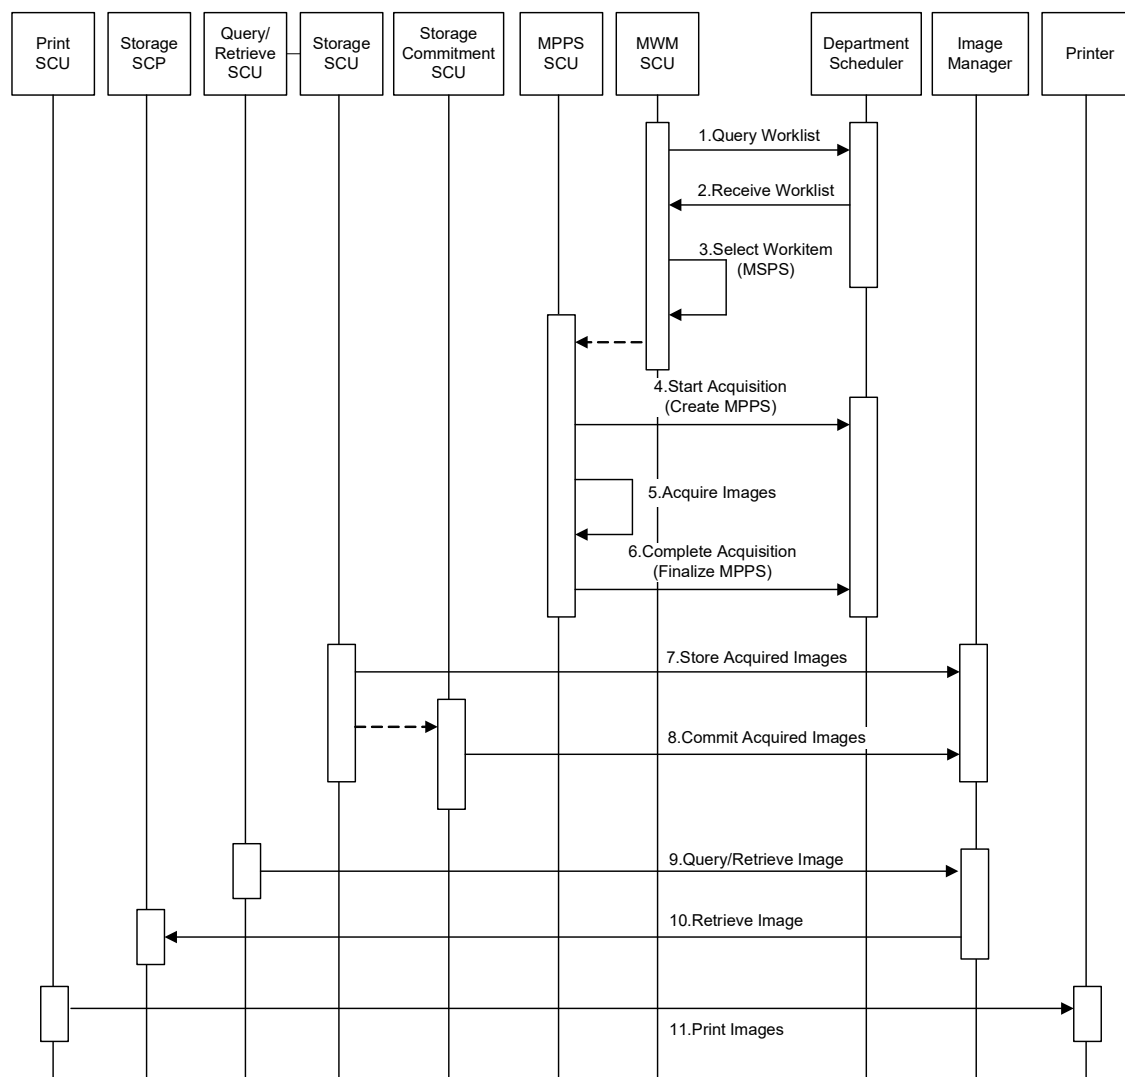 Print
SCU
Storage
SCP
Query/
Retrieve
SCU
Storage
SCU
Storage
Commitment
SCU
MPPS
SCU
MWM
SCU
Department
Scheduler
Image
Manager
Printer
1.Query Worklist
2.Receive Worklist
3.Select Workitem
(MSPS)
4.Start Acquisition
(Create MPPS)
5.Acquire Images
6.Complete Acquisition
(Finalize MPPS)
7.Store Acquired Images
8.Commit Acquired Images
9.Query/Retrieve Image
10.Retrieve Image
11.Print Images